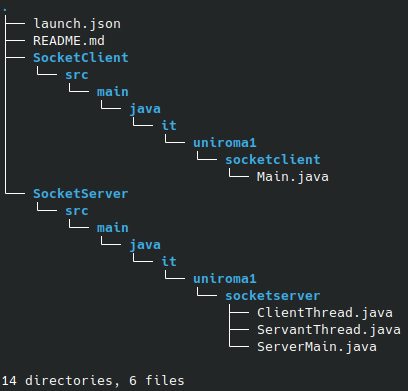 .
├── launch.json
├── README.md
├── SocketClient
│   └── src
│       └── main
│           └── java
│               └── it
│                   └── uniroma1
│                       └── socketclient
│                           └── Main.java
└── SocketServer
    └── src
        └── main
            └── java
                └── it
                    └── uniroma1
                        └── socketserver
                            ├── ClientThread.java
                            ├── ServantThread.java
                            └── ServerMain.java
14 directories, 6 files